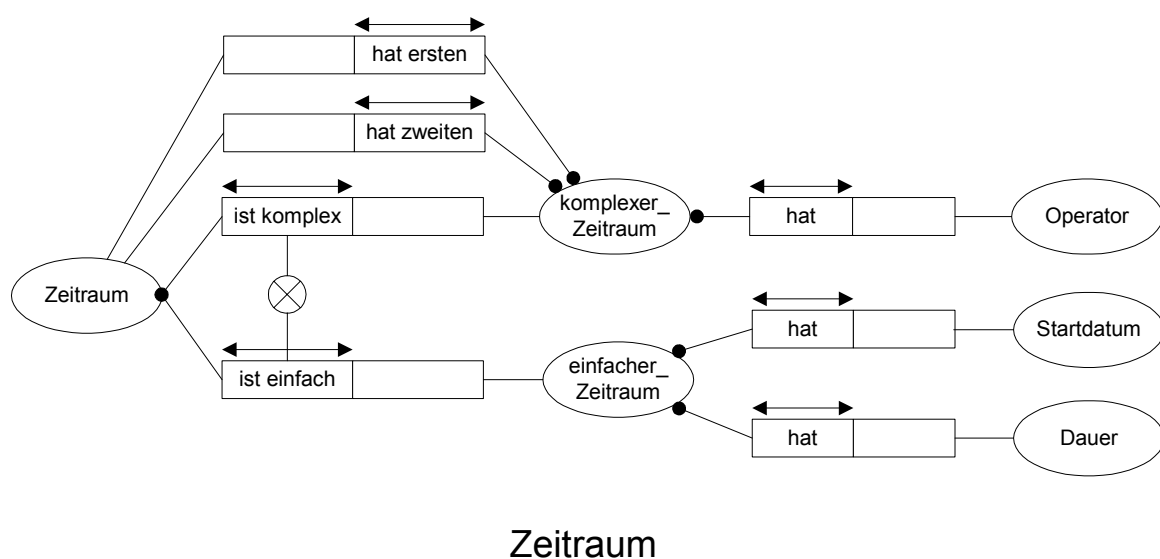 hat ersten
hat zweiten
ist komplex
komplexer_
Zeitraum
hat
Operator
Zeitraum
hat
Startdatum
ist einfach
einfacher_
Zeitraum
hat
Dauer
Zeitraum